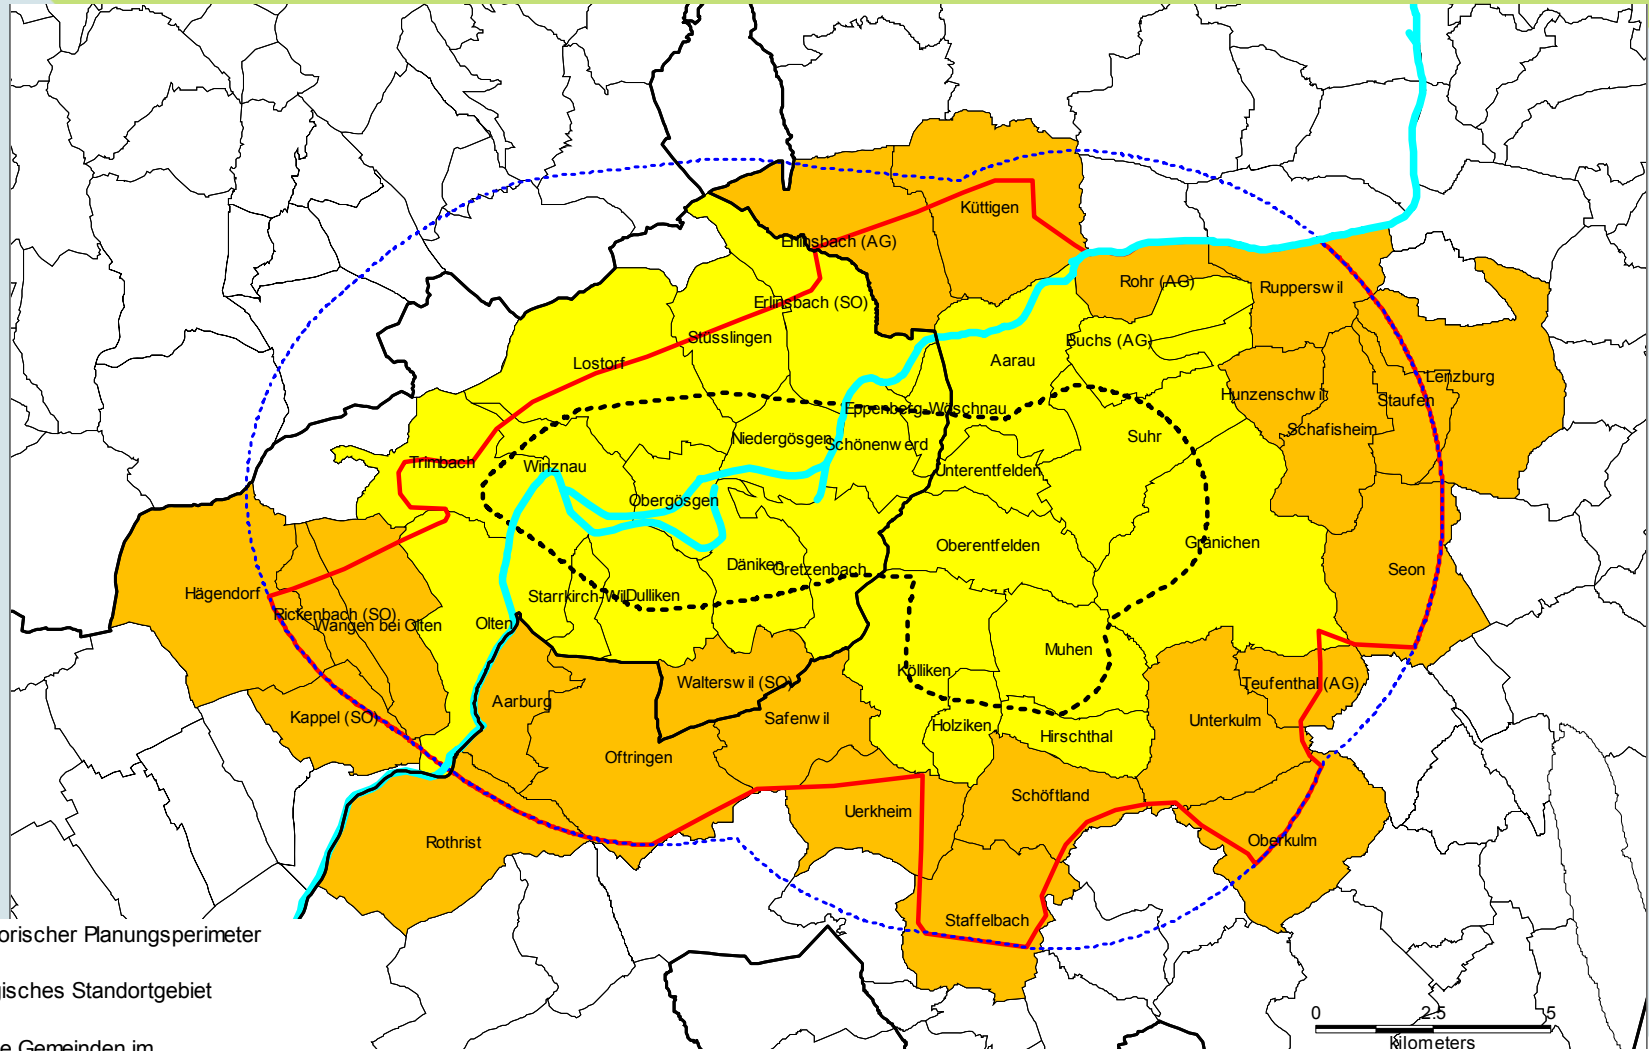 Küttigen
Erlinsbach (AG)
Rohr (AG)
Rupperswil
Erlinsbach (SO)
Stüsslingen
Buchs (AG)
Aarau
Lostorf
Lenzburg
Hunzenschwil
Staufen
Eppenberg-Wöschnau
Schafisheim
Niedergösgen
Schönenwerd
Suhr
Trimbach
Winznau
Unterentfelden
Obergösgen
Oberentfelden
Gränichen
Däniken
Gretzenbach
Seon
Hägendorf
Starrkirch-Wil
Dulliken
Rickenbach (SO)
Wangen bei Olten
Olten
Muhen
Kölliken
Walterswil (SO)
Teufenthal (AG)
Aarburg
Kappel (SO)
Safenwil
Unterkulm
Holziken
Hirschthal
Oftringen
Schöftland
Uerkheim
Rothrist
Oberkulm
Staffelbach
orischer Planungsperimeter
gisches Standortgebiet
e Gemeinden im
0 2.5 5
Kilometers